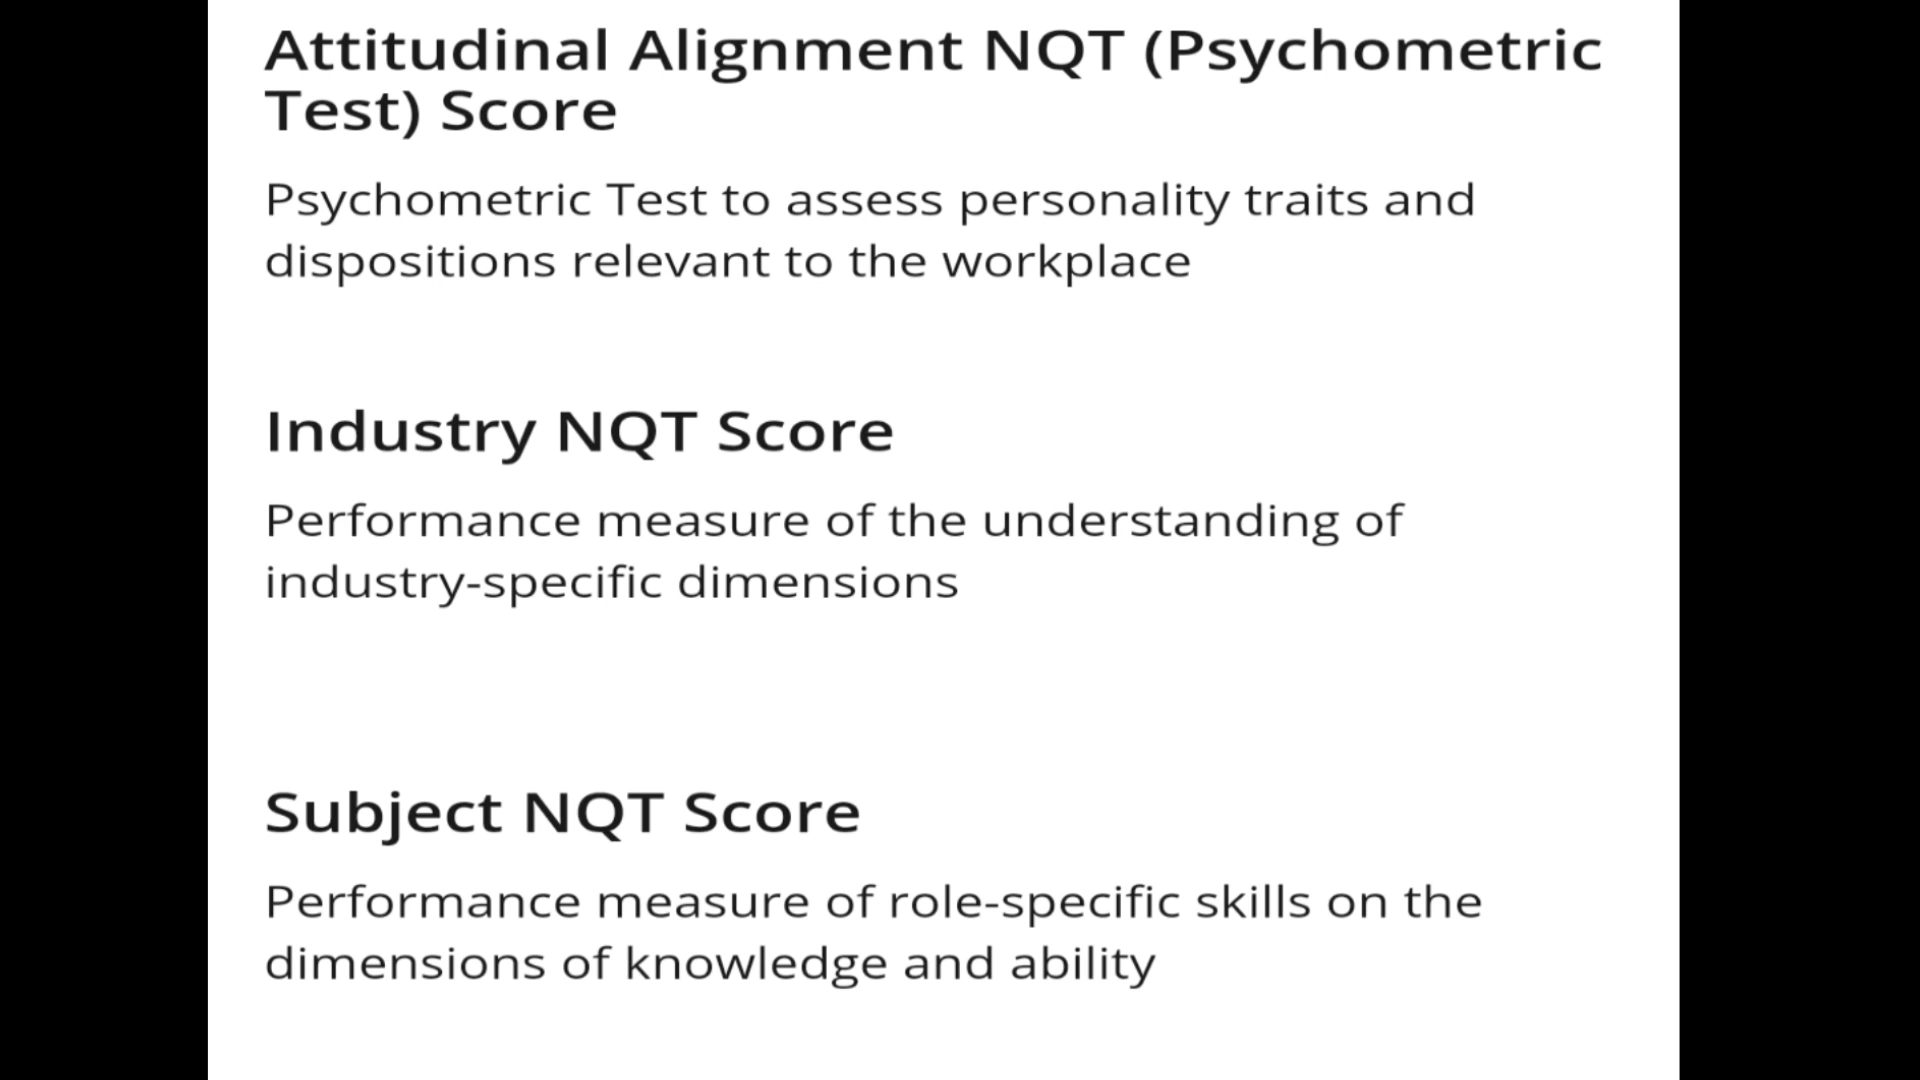 Attitudinal Alignment NQT (Psychometric
Test) Score
Psychometric Test to assess personality traits and
dispositions relevant to the workplace
Industry NQT Score
Performance measure of the understanding of
industry-specific dimensions
Subject NQT Score
Performance measure of role-specific skills on the
dimensions of knowledge and ability